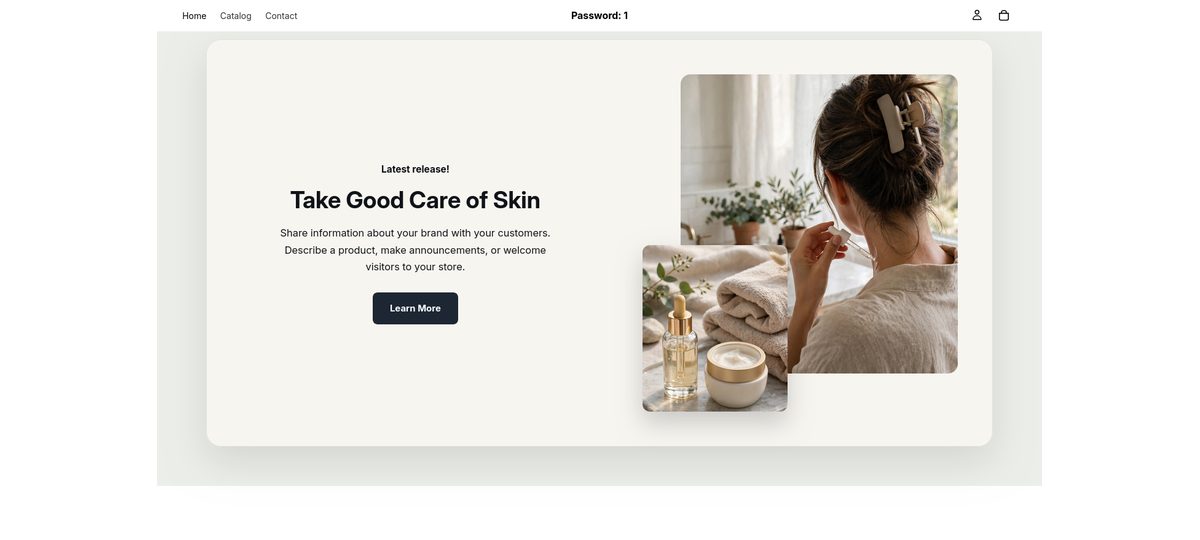 Home Catalog Contact Password: 1
Latest release!
Take Good Care of Skin
Share information about your brand with your customers.
Describe a product, make announcements, or welcome
visitors to your store.
Learn More